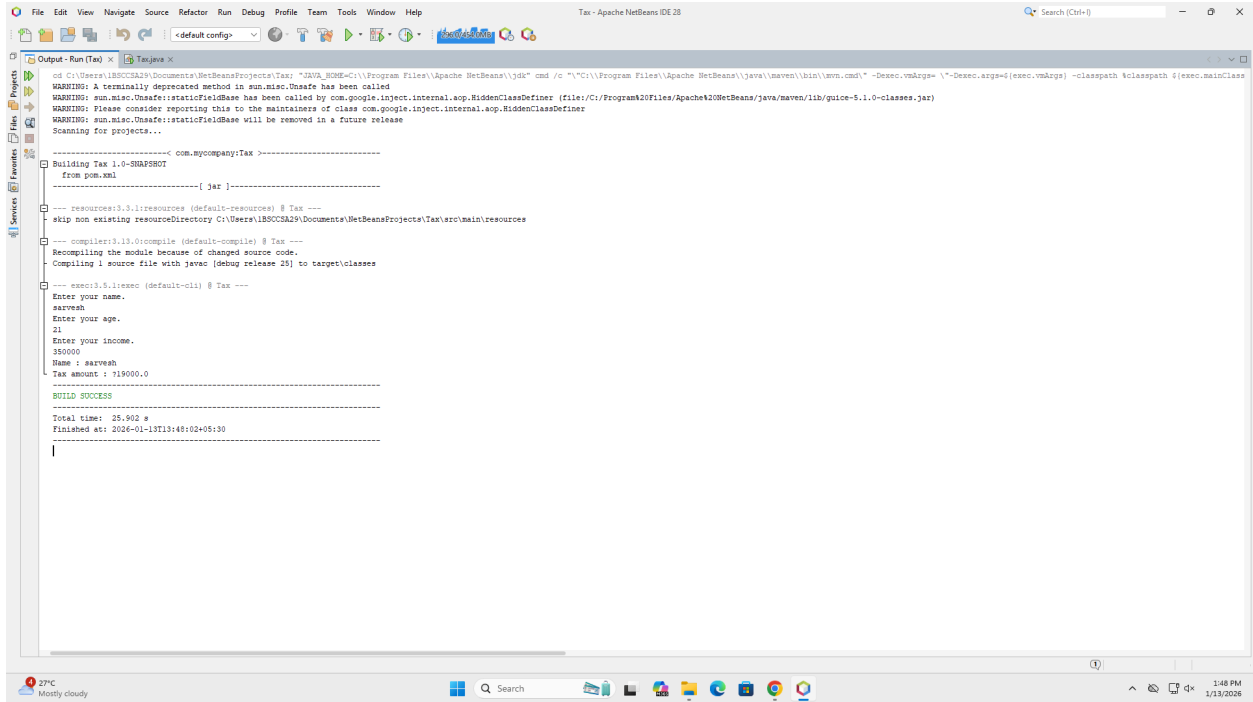 File Edit View Navigate Source Refactor Run Debug Profile Team Tools Window Help
Tax - Apache NetBeans IDE 28
Search (Ctrl+I)
<default config>
Output - Run (Tax)
Tax.java
Projects
Files
Favorites
Services
cd C:\Users\1BSCCSA29\Documents\NetBeansProjects\Tax; "JAVA_HOME=C:\\Program Files\\Apache NetBeans\\jdk" cmd /c "\"C:\\Program Files\\Apache NetBeans\\java\\maven\\bin\\mvn.cmd\" -Dexec.vmArgs= \"-Dexec.args=${exec.vmArgs} -classpath %classpath ${exec.mainClass
WARNING: A terminally deprecated method in sun.misc.Unsafe has been called
WARNING: sun.misc.Unsafe::staticFieldBase has been called by com.google.inject.internal.aop.HiddenClassDefiner (file:/C:/Program%20Files/Apache%20NetBeans/java/maven/lib/guice-5.1.0-classes.jar)
WARNING: Please consider reporting this to the maintainers of class com.google.inject.internal.aop.HiddenClassDefiner
WARNING: sun.misc.Unsafe::staticFieldBase will be removed in a future release
Scanning for projects...
-------------------------< com.mycompany:Tax >--------------------------
Building Tax 1.0-SNAPSHOT
from pom.xml
--------------------------------[ jar ]---------------------------------
--- resources:3.3.1:resources (default-resources) @ Tax ---
skip non existing resourceDirectory C:\Users\1BSCCSA29\Documents\NetBeansProjects\Tax\src\main\resources
--- compiler:3.13.0:compile (default-compile) @ Tax ---
Recompiling the module because of changed source code.
Compiling 1 source file with javac [debug release 25] to target\classes
--- exec:3.5.1:exec (default-cli) @ Tax ---
Enter your name.
sarvesh
Enter your age.
21
Enter your income.
350000
Name : sarvesh
Tax amount : ?19000.0
------------------------------------------------------------------------
BUILD SUCCESS
------------------------------------------------------------------------
Total time:  25.902 s
Finished at: 2026-01-13T13:48:02+05:30
------------------------------------------------------------------------
4
27°C
Mostly cloudy
Search
1:48 PM
1/13/2026